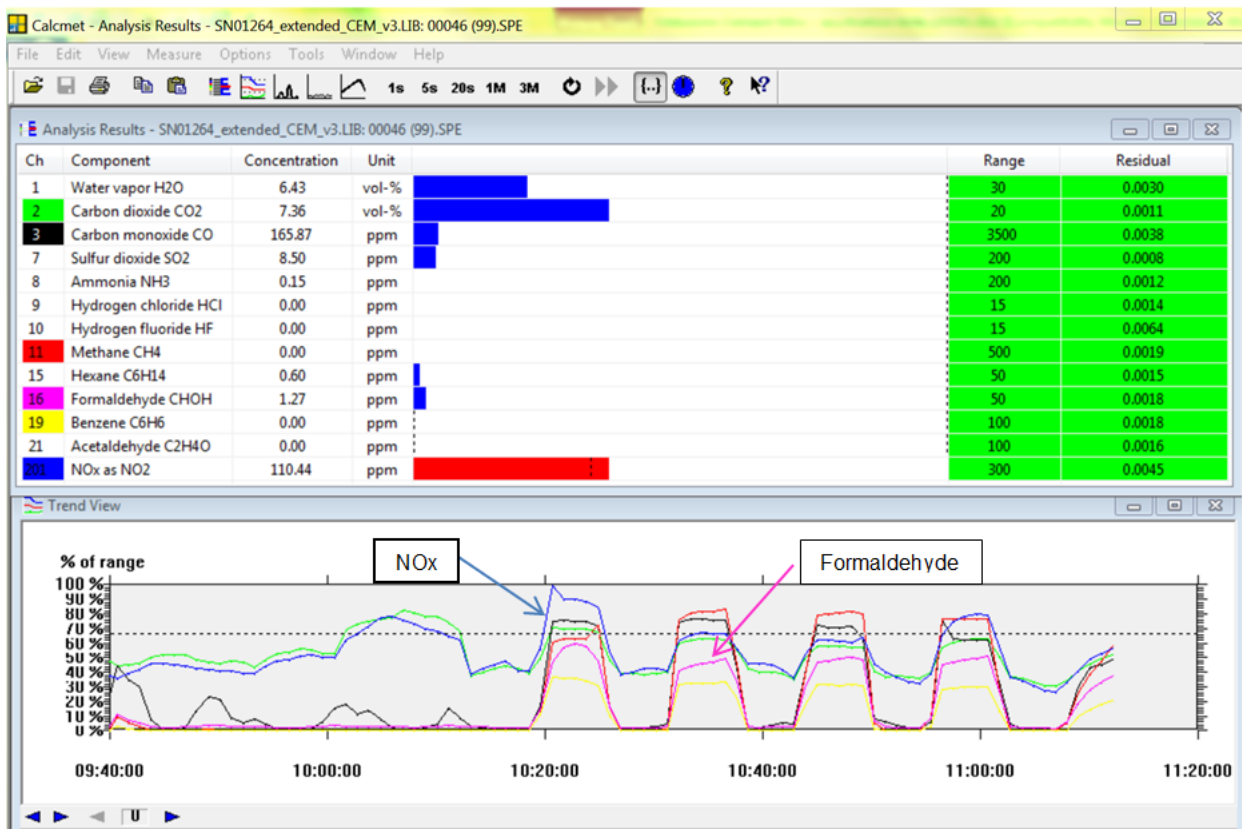 Calcmet - Analysis Results - SN01264_extended_CEM_v3.LIB: 00046 (99).SPE
File Edit View Measure Options Tools Window Help
1s 5s 20s 1M 3M
Analysis Results - SN01264_extended_CEM_v3.LIB: 00046 (99).SPE
Ch Component Concentration Unit Range Residual
1 Water vapor H2O 6.43 vol-% 30 0.0030
2 Carbon dioxide CO2 7.36 vol-% 20 0.0011
3 Carbon monoxide CO 165.87 ppm 3500 0.0038
7 Sulfur dioxide SO2 8.50 ppm 200 0.0008
8 Ammonia NH3 0.15 ppm 200 0.0012
9 Hydrogen chloride HCl 0.00 ppm 15 0.0014
10 Hydrogen fluoride HF 0.00 ppm 15 0.0064
11 Methane CH4 0.00 ppm 500 0.0019
15 Hexane C6H14 0.60 ppm 50 0.0015
16 Formaldehyde CHOH 1.27 ppm 50 0.0018
19 Benzene C6H6 0.00 ppm 100 0.0018
21 Acetaldehyde C2H4O 0.00 ppm 100 0.0016
201 NOx as NO2 110.44 ppm 300 0.0045
Trend View
% of range
NOx
Formaldehyde
100 %
90 %
80 %
70 %
60 %
50 %
40 %
30 %
20 %
10 %
0 %
09:40:00 10:00:00 10:20:00 10:40:00 11:00:00 11:20:00
U